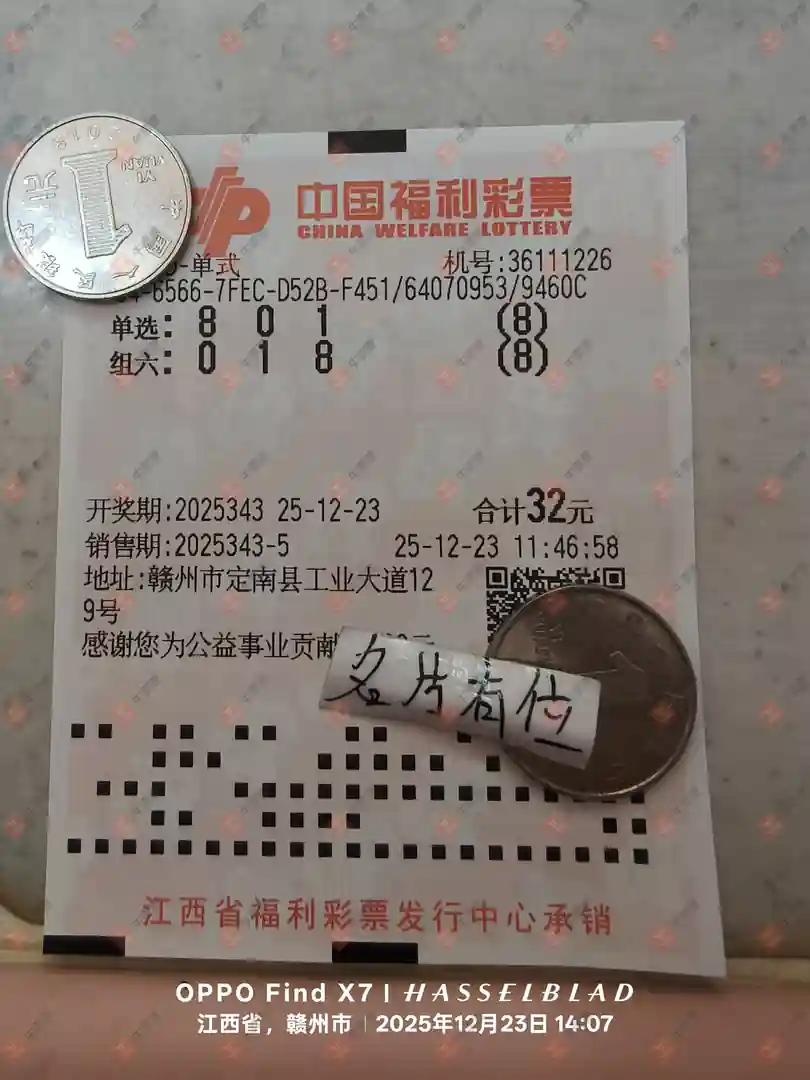 中国福利彩票
CHINA WELFARE LOTTERY
D-单式 机号:36111226
4-6566-7FEC-D52B-F451/64070953/9460C
单选: 8 0 1 (8)
组六: 0 1 8 (8)
开奖期:2025343 25-12-23 合计32元
销售期:2025343-5 25-12-23 11:46:58
地址:赣州市定南县工业大道12
9号
感谢您为公益事业贡献
名片有位
江西省福利彩票发行中心承销
OPPO Find X7 | HASSELBLAD
江西省，赣州市 | 2025年12月23日 14:07